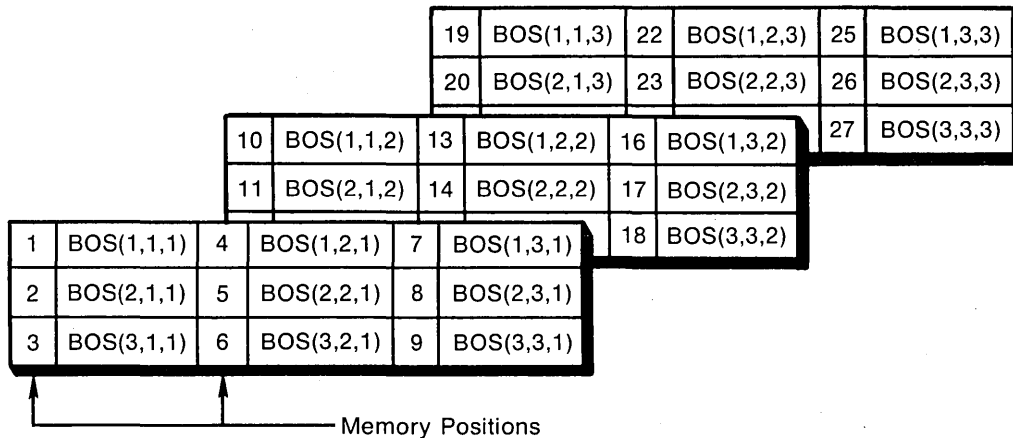 19 BOS(1,1,3) 22 BOS(1,2,3) 25 BOS(1,3,3)
20 BOS(2,1,3) 23 BOS(2,2,3) 26 BOS(2,3,3)
27 BOS(3,3,3)
10 BOS(1,1,2) 13 BOS(1,2,2) 16 BOS(1,3,2)
11 BOS(2,1,2) 14 BOS(2,2,2) 17 BOS(2,3,2)
18 BOS(3,3,2)
1 BOS(1,1,1) 4 BOS(1,2,1) 7 BOS(1,3,1)
2 BOS(2,1,1) 5 BOS(2,2,1) 8 BOS(2,3,1)
3 BOS(3,1,1) 6 BOS(3,2,1) 9 BOS(3,3,1)
Memory Positions